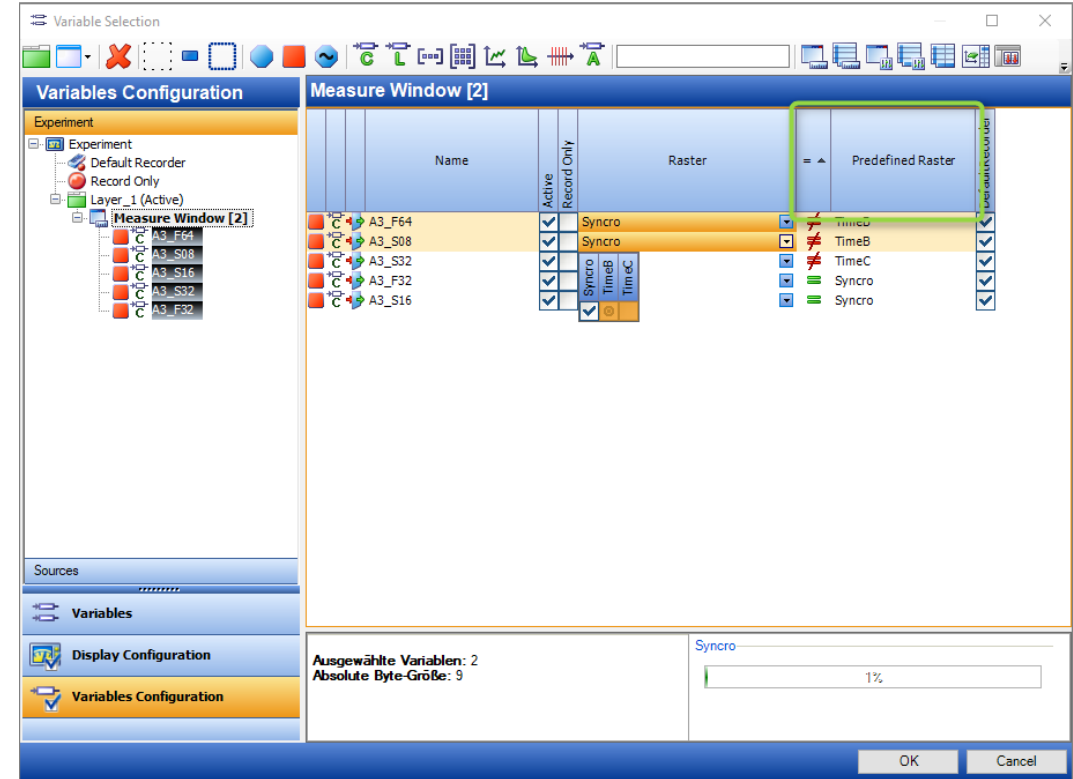 Variable Selection
Variables Configuration
Experiment
Experiment
Default Recorder
Record Only
Layer_1 (Active)
Measure Window [2]
A3_F64
A3_S08
A3_S16
A3_S32
A3_F32
Sources
Variables
Display Configuration
Variables Configuration
Measure Window [2]
Name
Active
Record Only
Raster
=
Predefined Raster
DefaultRecorder
A3_F64 Syncro ≠ TimeB
A3_S08 Syncro ≠ TimeB
A3_S32 ≠ TimeC
A3_F32 = Syncro
A3_S16 = Syncro
Syncro
TimeB
TimeC
Ausgewählte Variablen: 2
Absolute Byte-Größe: 9
Syncro
1%
OK Cancel